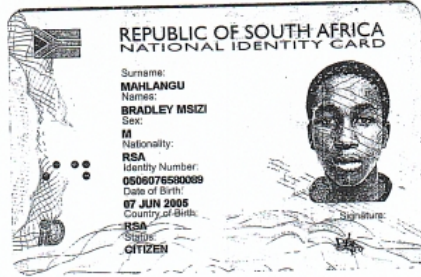 REPUBLIC OF SOUTH AFRICA
NATIONAL IDENTITY CARD
Surname:
MAHLANGU
Names:
BRADLEY MSIZI
Sex:
M
Nationality:
RSA
Identity Number:
0506076580089
Date of Birth:
07 JUN 2005
Country of Birth:
RSA
Status:
CITIZEN
Signature: